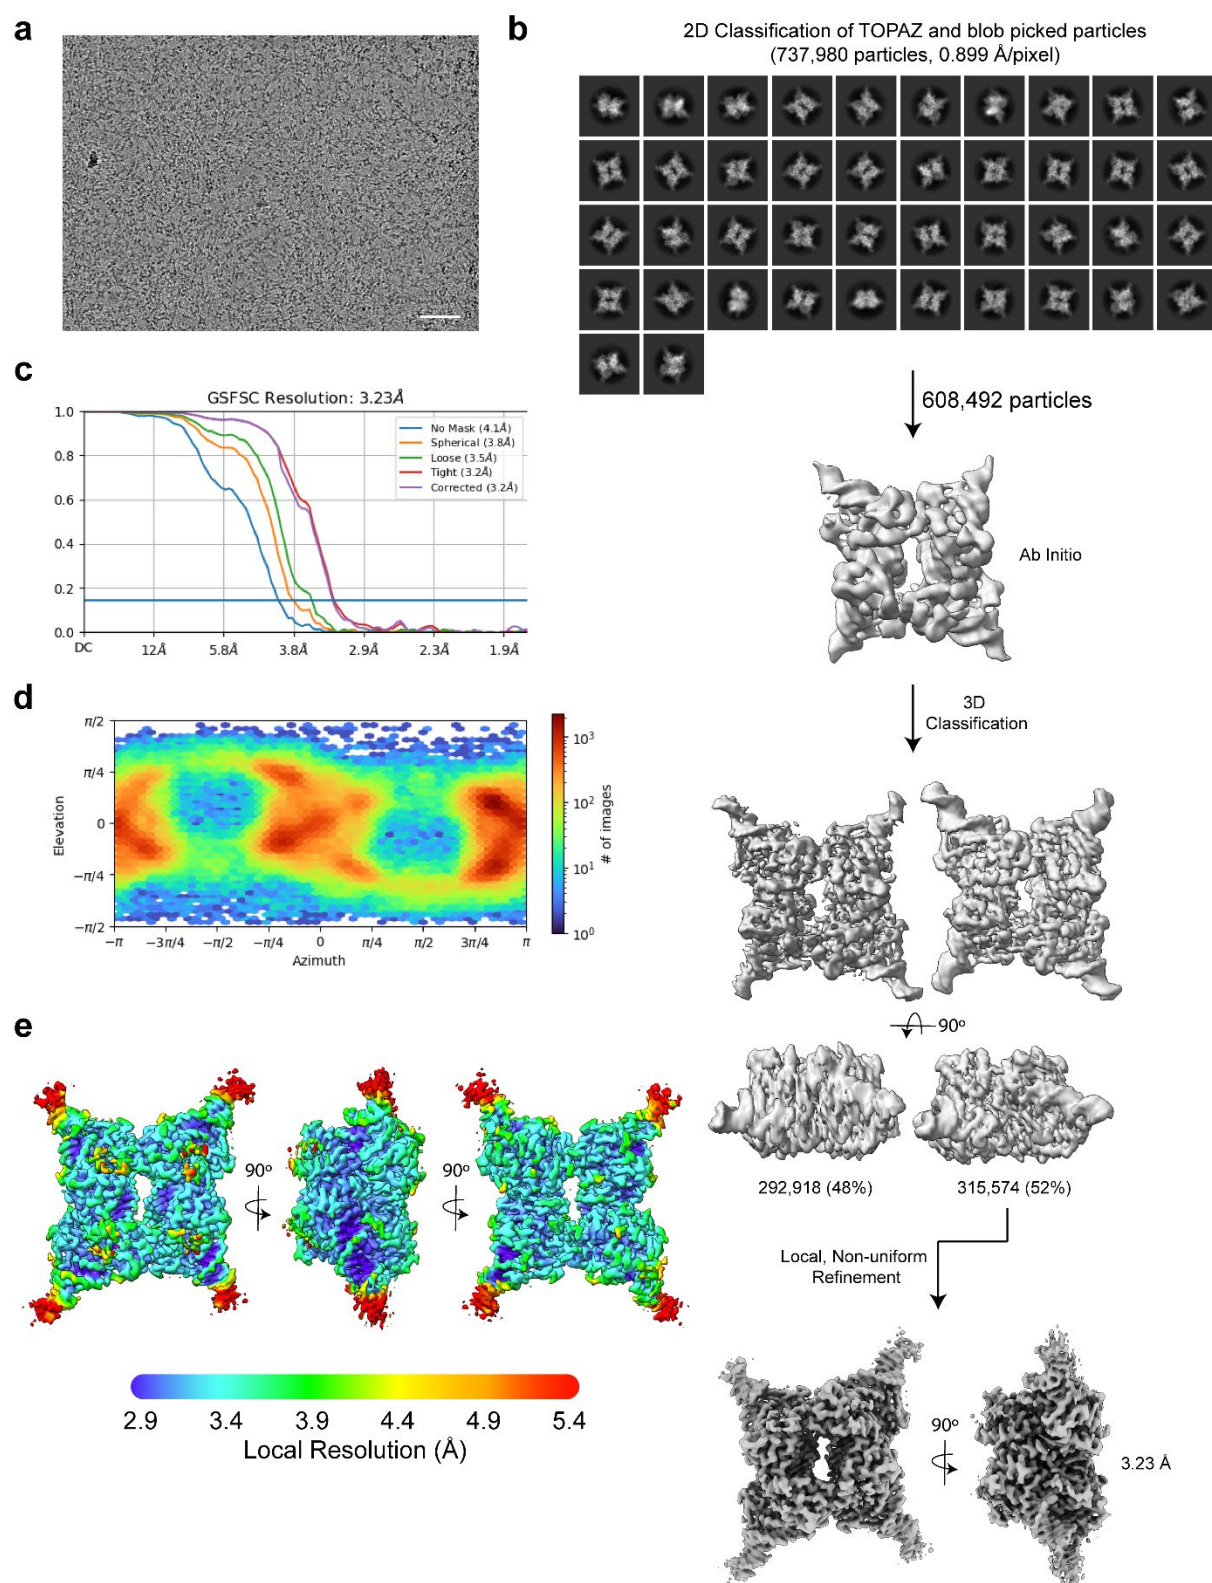 a
b
2D Classification of TOPAZ and blob picked particles
(737,980 particles, 0.899 Å/pixel)
608,492 particles
Ab Initio
3D
Classification
90º
292,918 (48%)
315,574 (52%)
Local, Non-uniform
Refinement
90º
3.23 Å
c
GSFSC Resolution: 3.23Å
No Mask (4.1Å)
Spherical (3.8Å)
Loose (3.5Å)
Tight (3.2Å)
Corrected (3.2Å)
1.0
0.8
0.6
0.4
0.2
0.0
DC 12Å 5.8Å 3.8Å 2.9Å 2.3Å 1.9Å
d
π/2
π/4
0
−π/4
−π/2
Elevation
−π −3π/4 −π/2 −π/4 0 π/4 π/2 3π/4 π
Azimuth
10³
10²
10¹
10⁰
# of images
e
90º
90º
2.9 3.4 3.9 4.4 4.9 5.4
Local Resolution (Å)